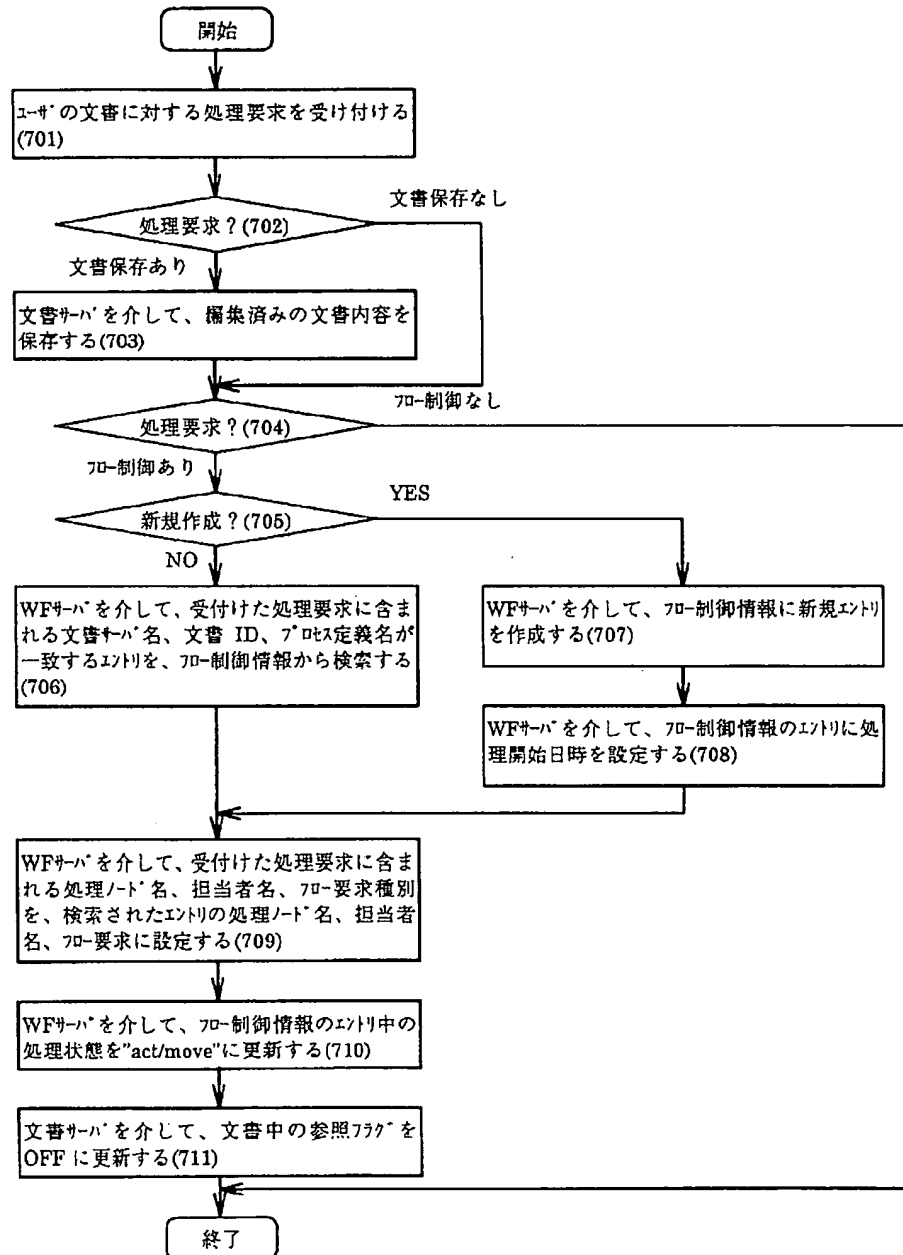 開始
ﾕｰｻﾞの文書に対する処理要求を受け付ける
(701)
文書保存なし
処理要求？(702)
文書保存あり
文書ｻｰﾊﾞを介して、編集済みの文書内容を
保存する(703)
ﾌﾛｰ制御なし
処理要求？(704)
ﾌﾛｰ制御あり
YES
新規作成？(705)
NO
WFｻｰﾊﾞを介して、受付けた処理要求に含ま
れる文書ｻｰﾊﾞ名、文書 ID、ﾌﾟﾛｾｽ定義名が
一致するｴﾝﾄﾘを、ﾌﾛｰ制御情報から検索する
(706)
WFｻｰﾊﾞを介して、ﾌﾛｰ制御情報に新規ｴﾝﾄﾘ
を作成する(707)
WFｻｰﾊﾞを介して、ﾌﾛｰ制御情報のｴﾝﾄﾘに処
理開始日時を設定する(708)
WFｻｰﾊﾞを介して、受付けた処理要求に含ま
れる処理ﾉｰﾄﾞ名、担当者名、ﾌﾛｰ要求種別
を、検索されたｴﾝﾄﾘの処理ﾉｰﾄﾞ名、担当者
名、ﾌﾛｰ要求に設定する(709)
WFｻｰﾊﾞを介して、ﾌﾛｰ制御情報のｴﾝﾄﾘ中の
処理状態を"act/move"に更新する(710)
文書ｻｰﾊﾞを介して、文書中の参照ﾌﾗｸﾞを
OFF に更新する(711)
終了